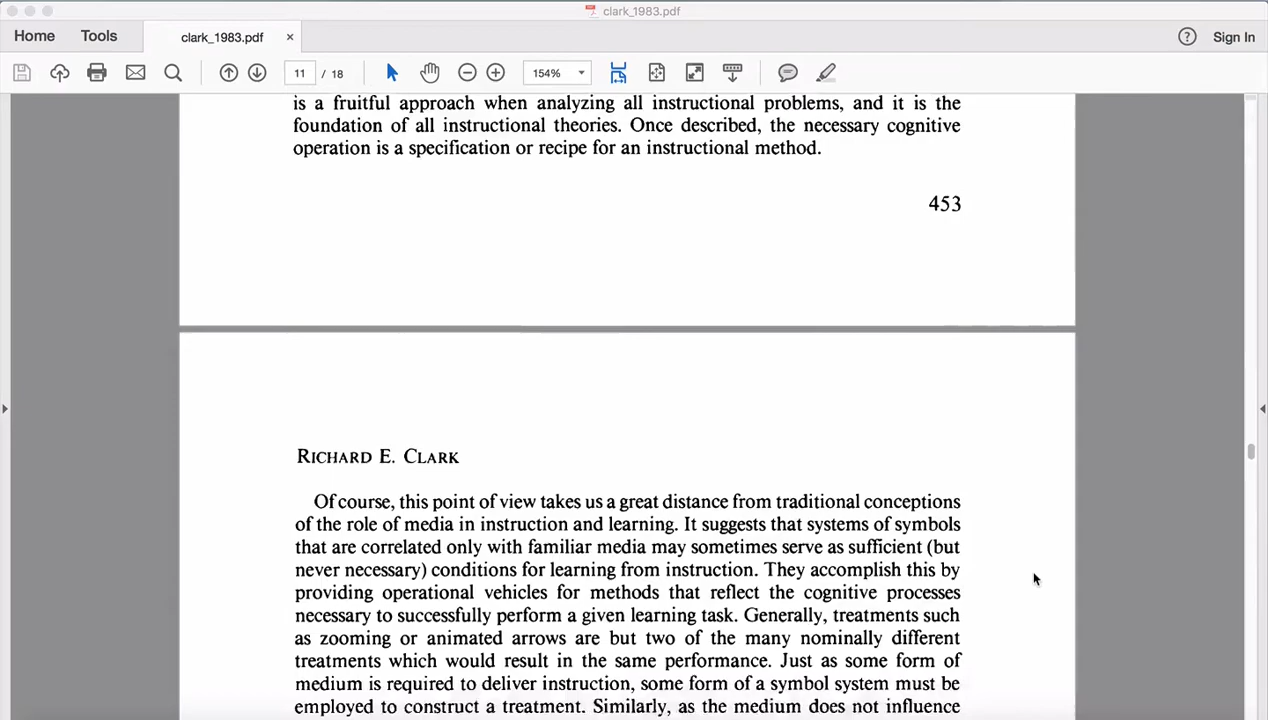 clark_1983.pdf
Home Tools clark_1983.pdf × ? Sign In
11 / 18 154%
is a fruitful approach when analyzing all instructional problems, and it is the
foundation of all instructional theories. Once described, the necessary cognitive
operation is a specification or recipe for an instructional method.
453
RICHARD E. CLARK
Of course, this point of view takes us a great distance from traditional conceptions
of the role of media in instruction and learning. It suggests that systems of symbols
that are correlated only with familiar media may sometimes serve as sufficient (but
never necessary) conditions for learning from instruction. They accomplish this by
providing operational vehicles for methods that reflect the cognitive processes
necessary to successfully perform a given learning task. Generally, treatments such
as zooming or animated arrows are but two of the many nominally different
treatments which would result in the same performance. Just as some form of
medium is required to deliver instruction, some form of a symbol system must be
employed to construct a treatment. Similarly, as the medium does not influence